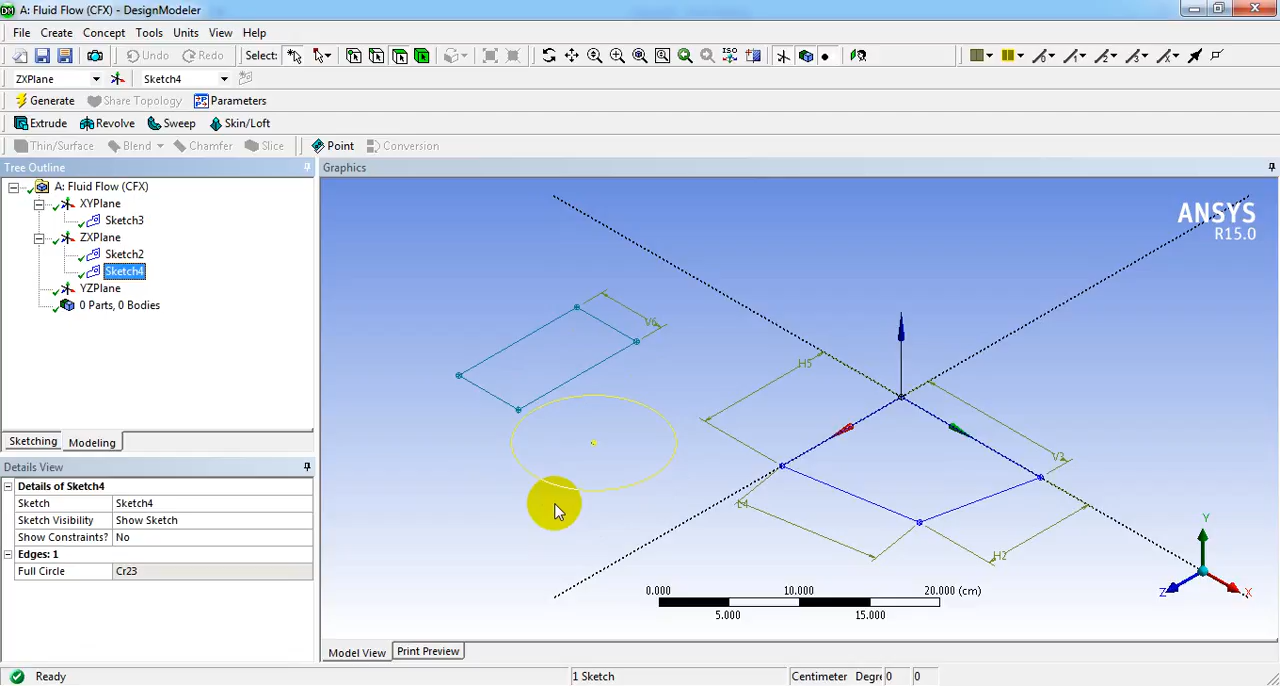 A: Fluid Flow (CFX) - DesignModeler
File Create Concept Tools Units View Help
Undo Redo Select:
ZXPlane Sketch4
Generate Share Topology Parameters
Extrude Revolve Sweep Skin/Loft
Thin/Surface Blend Chamfer Slice Point Conversion
Tree Outline
A: Fluid Flow (CFX)
XYPlane
Sketch3
ZXPlane
Sketch2
Sketch4
YZPlane
0 Parts, 0 Bodies
Sketching Modeling
Details View
Details of Sketch4
Sketch Sketch4
Sketch Visibility Show Sketch
Show Constraints? No
Edges: 1
Full Circle Cr23
Graphics
ANSYS
R15.0
V6
H5
V3
L4
H2
Y
Z
X
0.000 10.000 20.000 (cm)
5.000 15.000
Model View Print Preview
Ready 1 Sketch Centimeter Degre 0 0